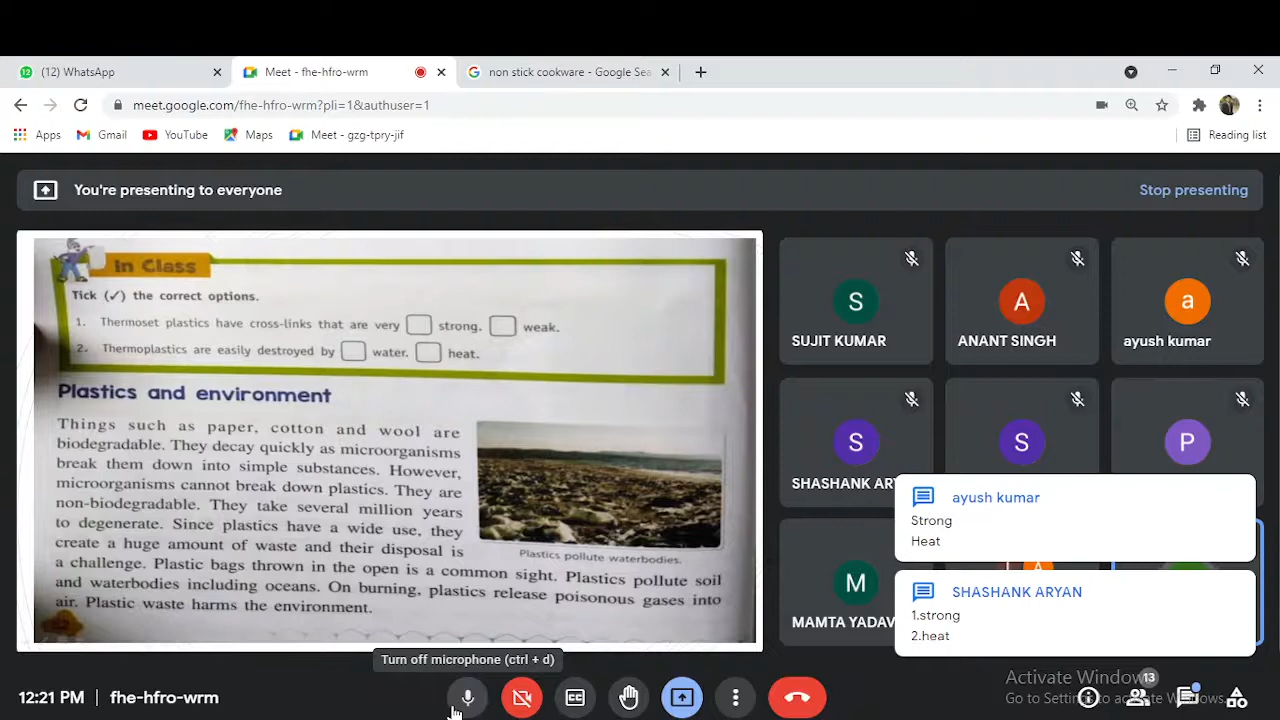 (12) WhatsApp
Meet - fhe-hfro-wrm
non stick cookware - Google Sea
meet.google.com/fhe-hfro-wrm?pli=1&authuser=1
Apps
Gmail
YouTube
Maps
Meet - gzg-tpry-jif
Reading list
You're presenting to everyone
Stop presenting
In Class
Tick (✓) the correct options.
1. Thermoset plastics have cross-links that are very strong. weak.
2. Thermoplastics are easily destroyed by water. heat.
Plastics and environment
Things such as paper, cotton and wool are
biodegradable. They decay quickly as microorganisms
break them down into simple substances. However,
microorganisms cannot break down plastics. They are
non-biodegradable. They take several million years
to degenerate. Since plastics have a wide use, they
create a huge amount of waste and their disposal is
a challenge. Plastic bags thrown in the open is a common sight. Plastics pollute soil
and waterbodies including oceans. On burning, plastics release poisonous gases into
air. Plastic waste harms the environment.
Plastics pollute waterbodies.
S
SUJIT KUMAR
A
ANANT SINGH
a
ayush kumar
S
SHASHANK AR
S
P
M
MAMTA YADAV
ayush kumar
Strong
Heat
SHASHANK ARYAN
1.strong
2.heat
Turn off microphone (ctrl + d)
12:21 PM | fhe-hfro-wrm
13
Activate Windows
Go to Settings to activate Windows.